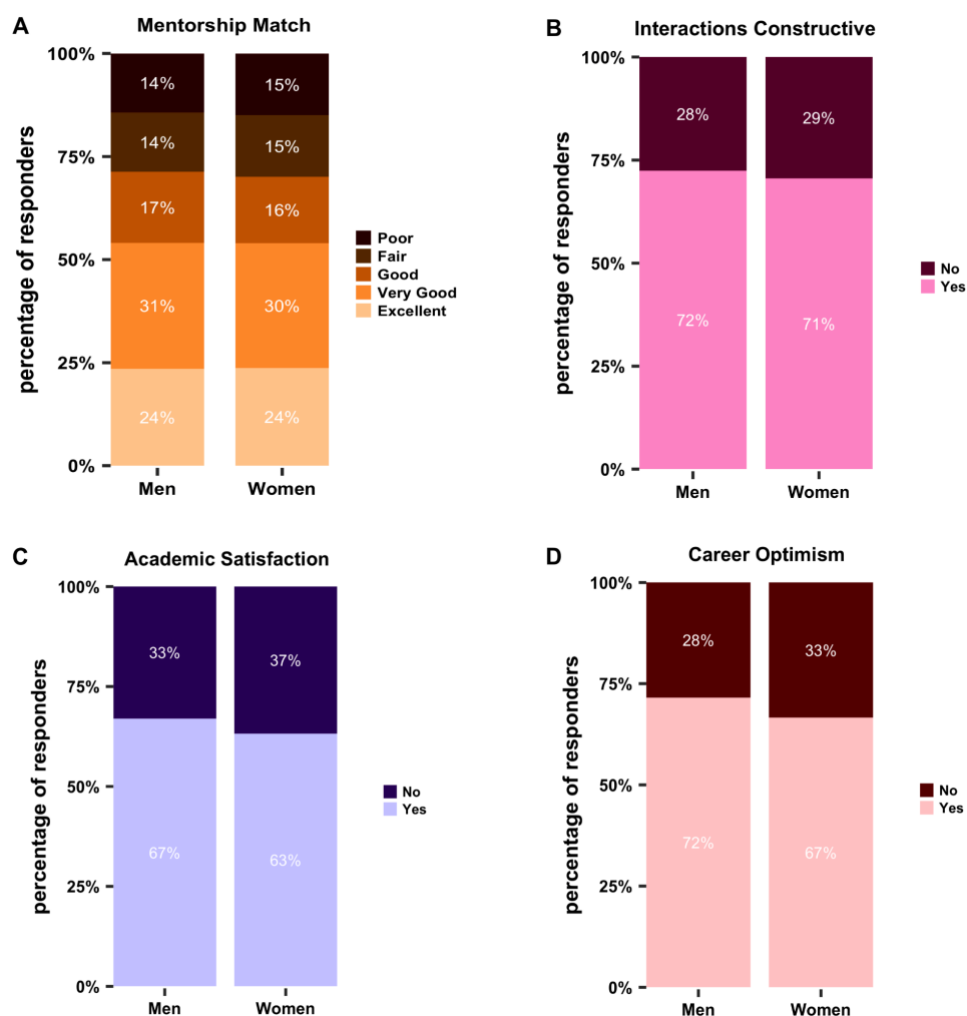 A
Mentorship Match
100%
75%
50%
25%
0%
percentage of responders
14%
14%
17%
31%
24%
15%
15%
16%
30%
24%
Men
Women
Poor
Fair
Good
Very Good
Excellent
B
Interactions Constructive
100%
75%
50%
25%
0%
percentage of responders
28%
72%
29%
71%
Men
Women
No
Yes
C
Academic Satisfaction
100%
75%
50%
25%
0%
percentage of responders
33%
67%
37%
63%
Men
Women
No
Yes
D
Career Optimism
100%
75%
50%
25%
0%
percentage of responders
28%
72%
33%
67%
Men
Women
No
Yes